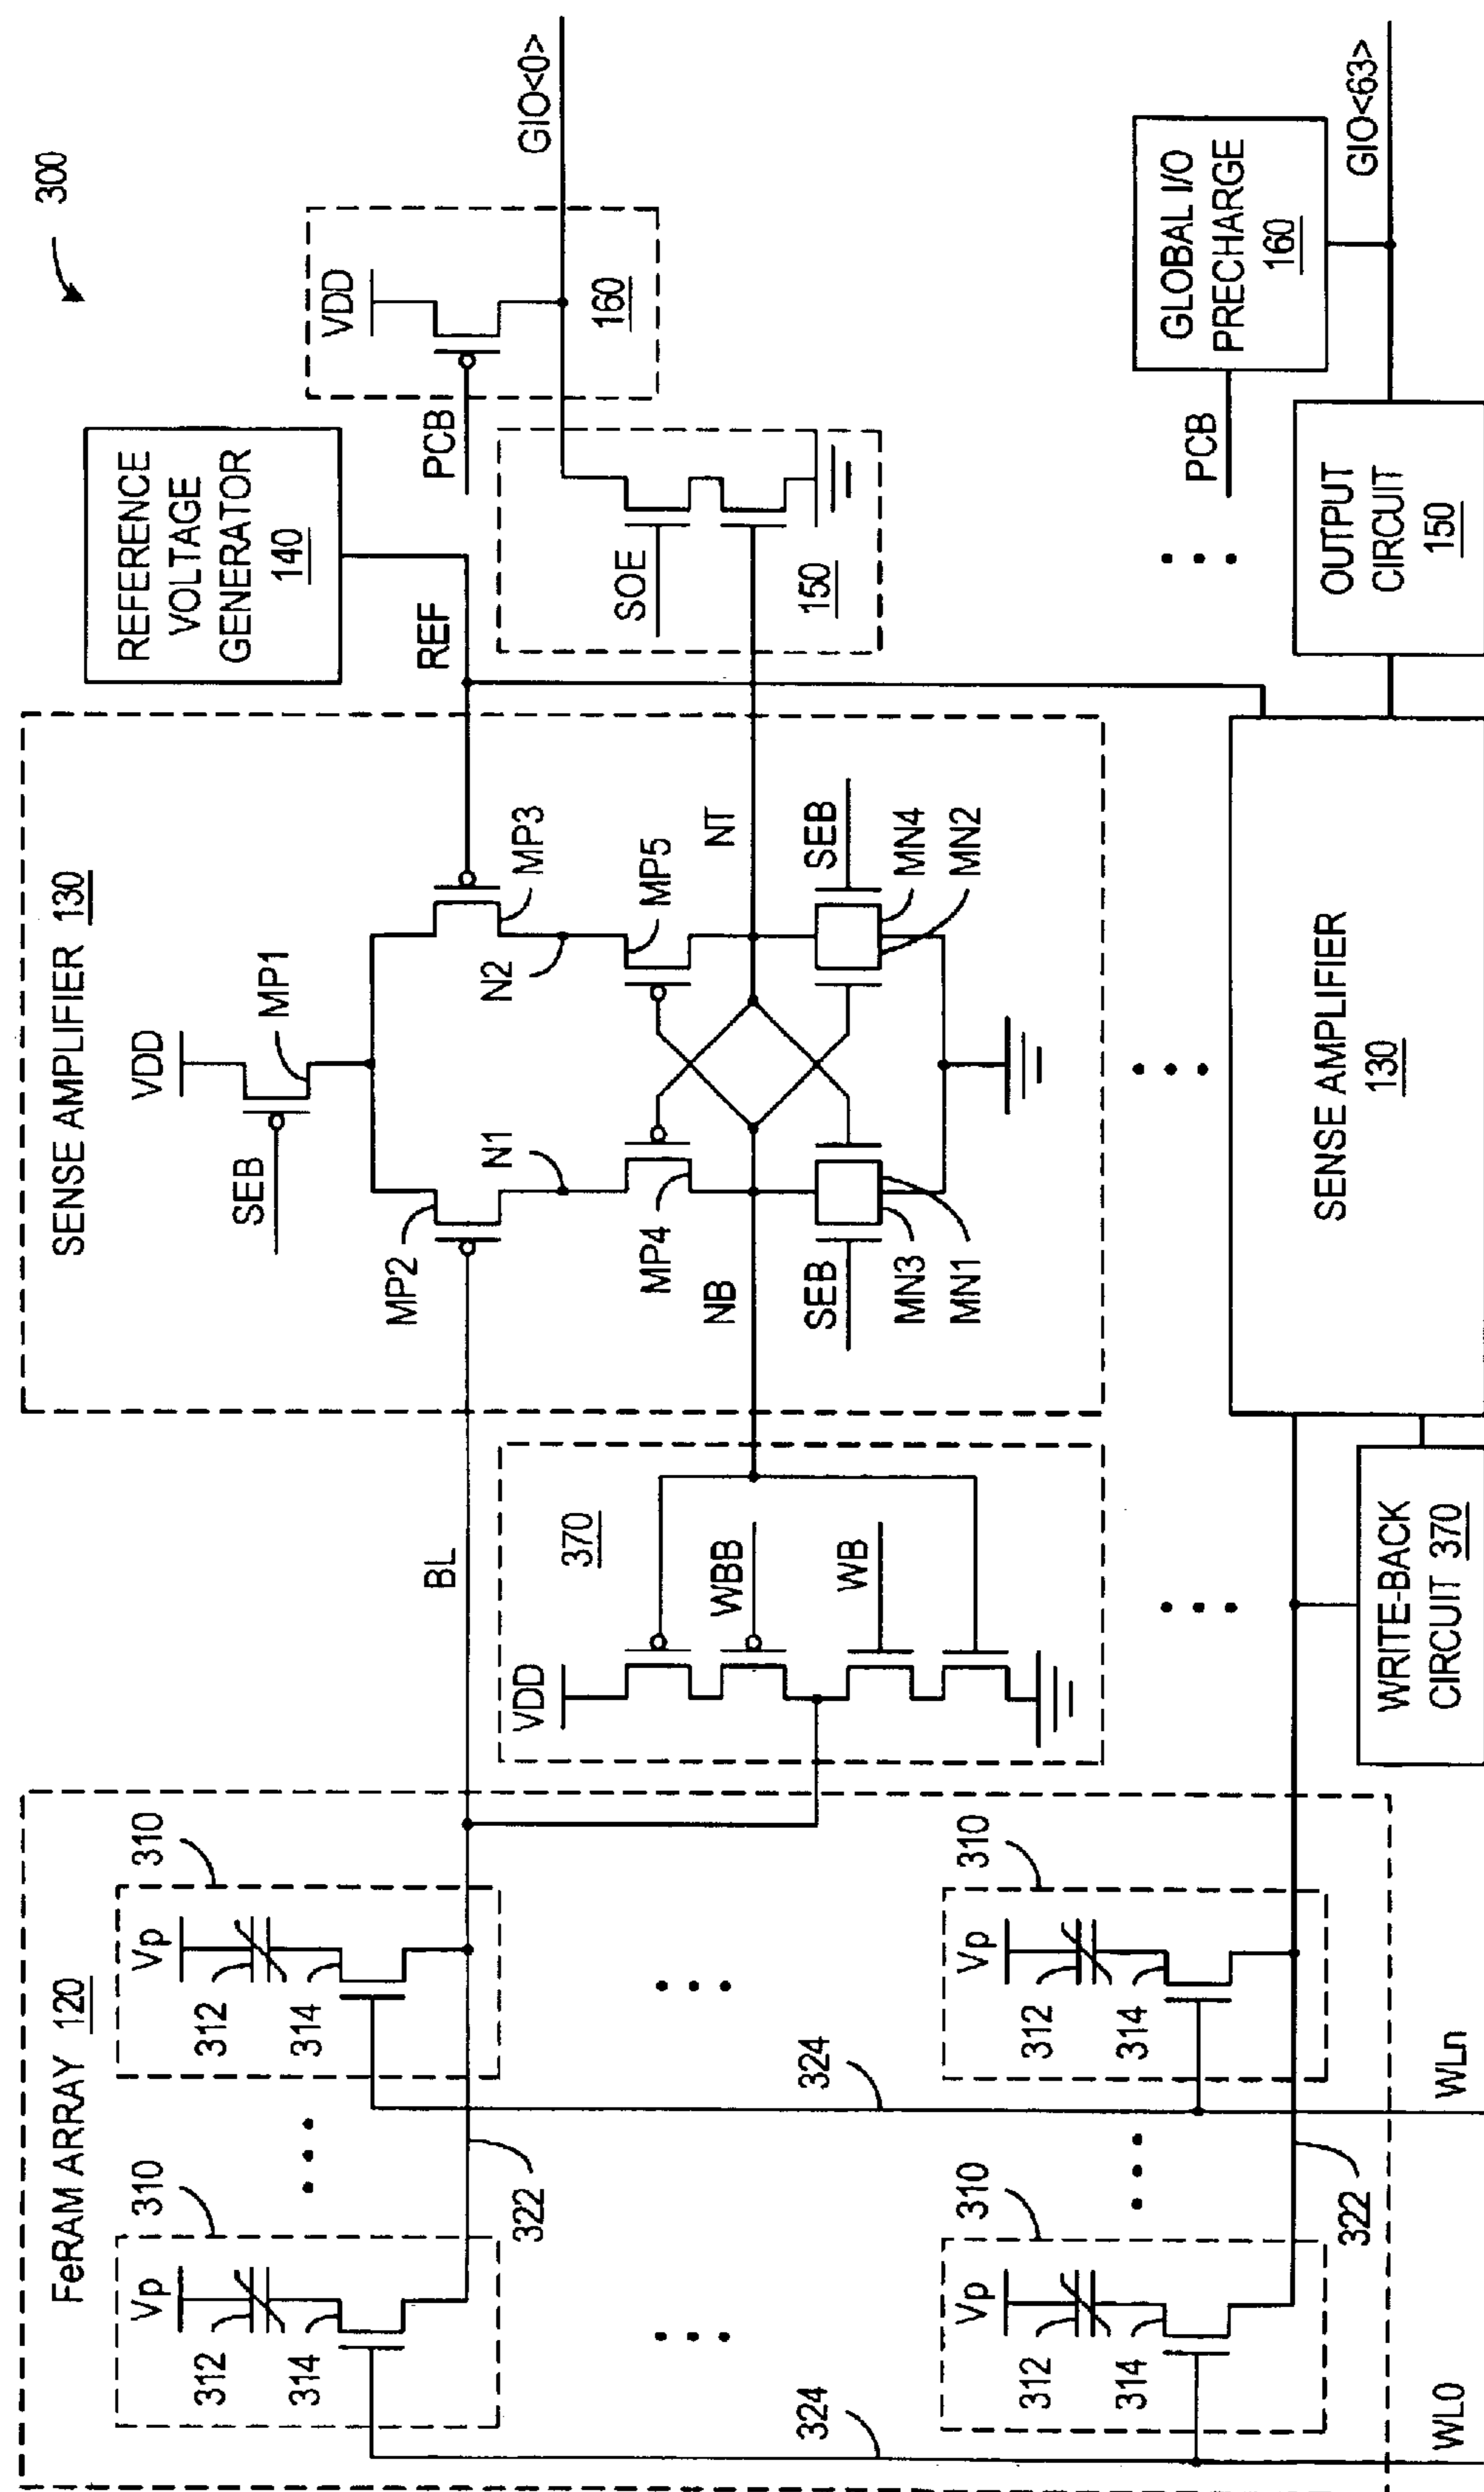 300
FeRAM ARRAY 120
310
Vp
312
314
310
Vp
312
314
322
324
324
310
Vp
312
314
310
Vp
312
314
322
WL0
WLn
BL
370
VDD
WBB
WB
WRITE-BACK
CIRCUIT 370
SENSE AMPLIFIER 130
VDD
SEB
MP1
MP2
MP3
N1
N2
MP4
MP5
NB
NT
SEB
MN3
MN1
SEB
MN4
MN2
SENSE AMPLIFIER
130
REFERENCE
VOLTAGE
GENERATOR
140
REF
SOE
150
PCB
VDD
160
GIO<0>
OUTPUT
CIRCUIT
150
PCB
GLOBAL I/O
PRECHARGE
160
GIO<63>